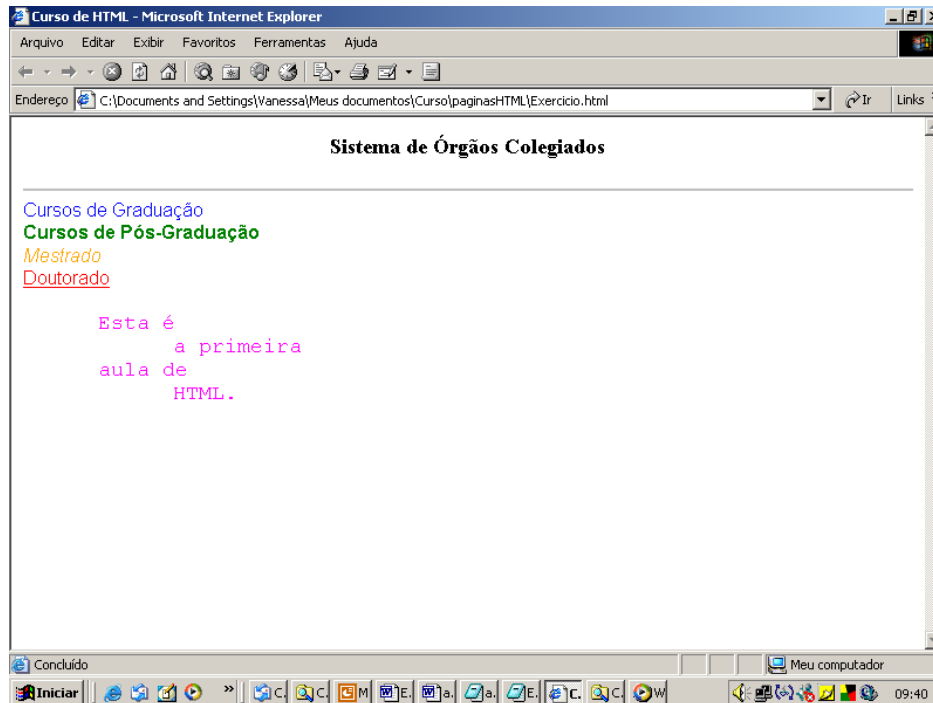 Curso de HTML - Microsoft Internet Explorer
Arquivo Editar Exibir Favoritos Ferramentas Ajuda
Endereço C:\Documents and Settings\Vanessa\Meus documentos\Curso\paginasHTML\Exercicio.html Ir Links
Sistema de Órgãos Colegiados
Cursos de Graduação
Cursos de Pós-Graduação
Mestrado
Doutorado
Esta é
a primeira
aula de
HTML.
Concluído Meu computador
Iniciar » C. C. M E. a. a. E. C. C. W 09:40